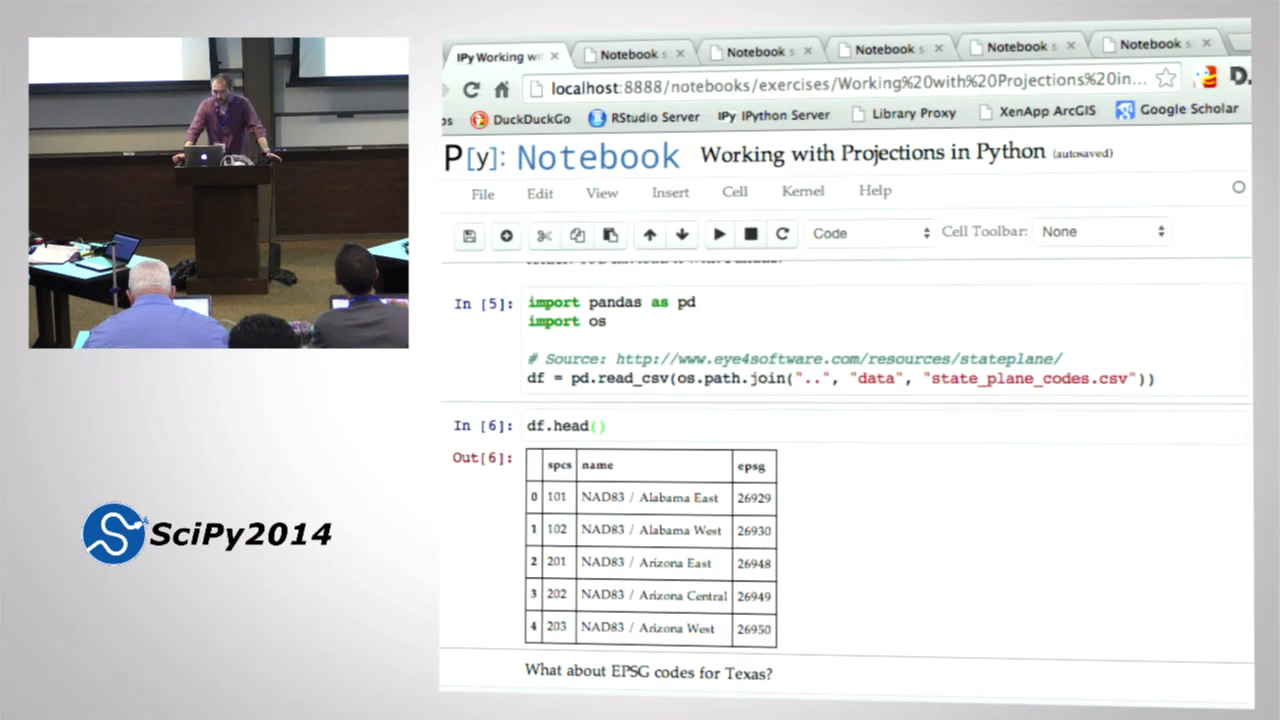 IPy Working wi
Notebook s
Notebook s
Notebook s
Notebook s
Notebook s
localhost:8888/notebooks/exercises/Working%20with%20Projections%20in...
DuckDuckGo
RStudio Server
IPy IPython Server
Library Proxy
XenApp ArcGIS
Google Scholar
P[y]: Notebook
Working with Projections in Python (autosaved)
File Edit View Insert Cell Kernel Help
Code
Cell Toolbar: None
In [5]: import pandas as pd
import os
# Source: http://www.eye4software.com/resources/stateplane/
df = pd.read_csv(os.path.join("..", "data", "state_plane_codes.csv"))
In [6]: df.head()
Out[6]:
spcs name epsg
0 101 NAD83 / Alabama East 26929
1 102 NAD83 / Alabama West 26930
2 201 NAD83 / Arizona East 26948
3 202 NAD83 / Arizona Central 26949
4 203 NAD83 / Arizona West 26950
What about EPSG codes for Texas?
SciPy2014